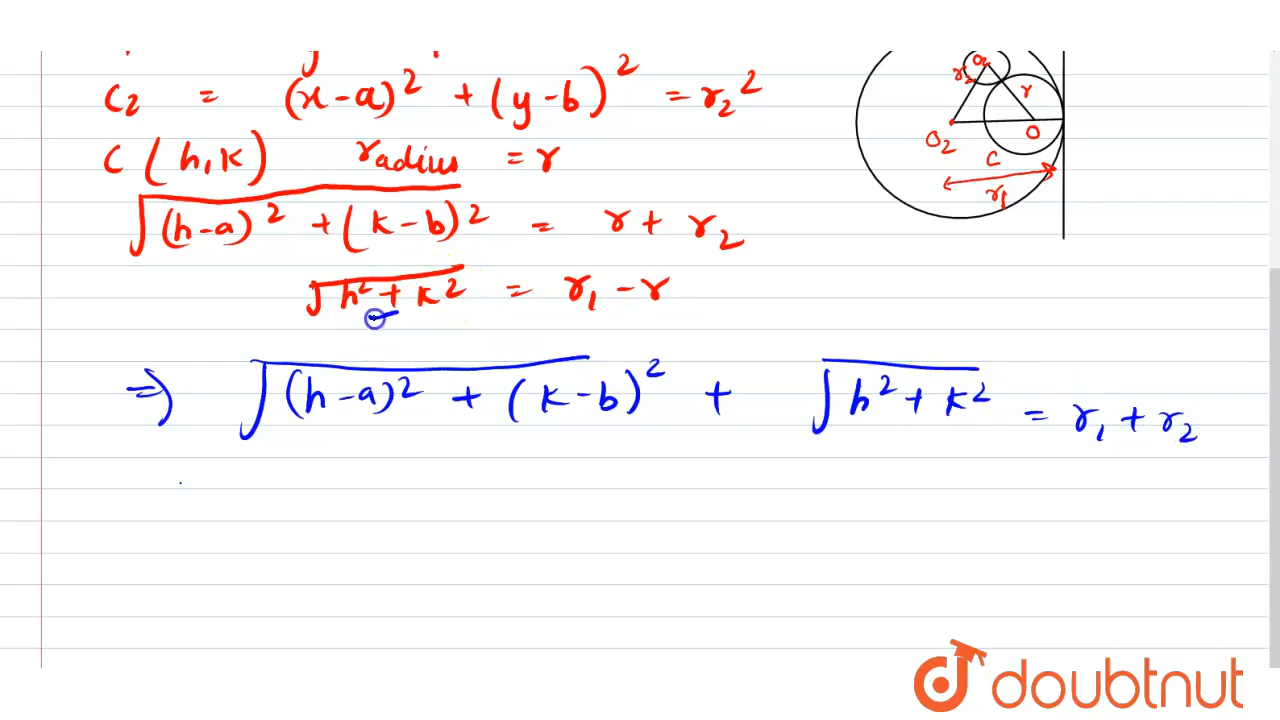 C₂ = (x-a)² + (y-b)² = r₂²
C (h,k) radius = r
√((h-a)² + (k-b)²) = r + r₂
√(h² + k²) = r₁ - r
⇒) √((h-a)² + (k-b)²) + √(h² + k²) = r₁ + r₂
r₂
r
O₂
O
C
r₁
doubtnut